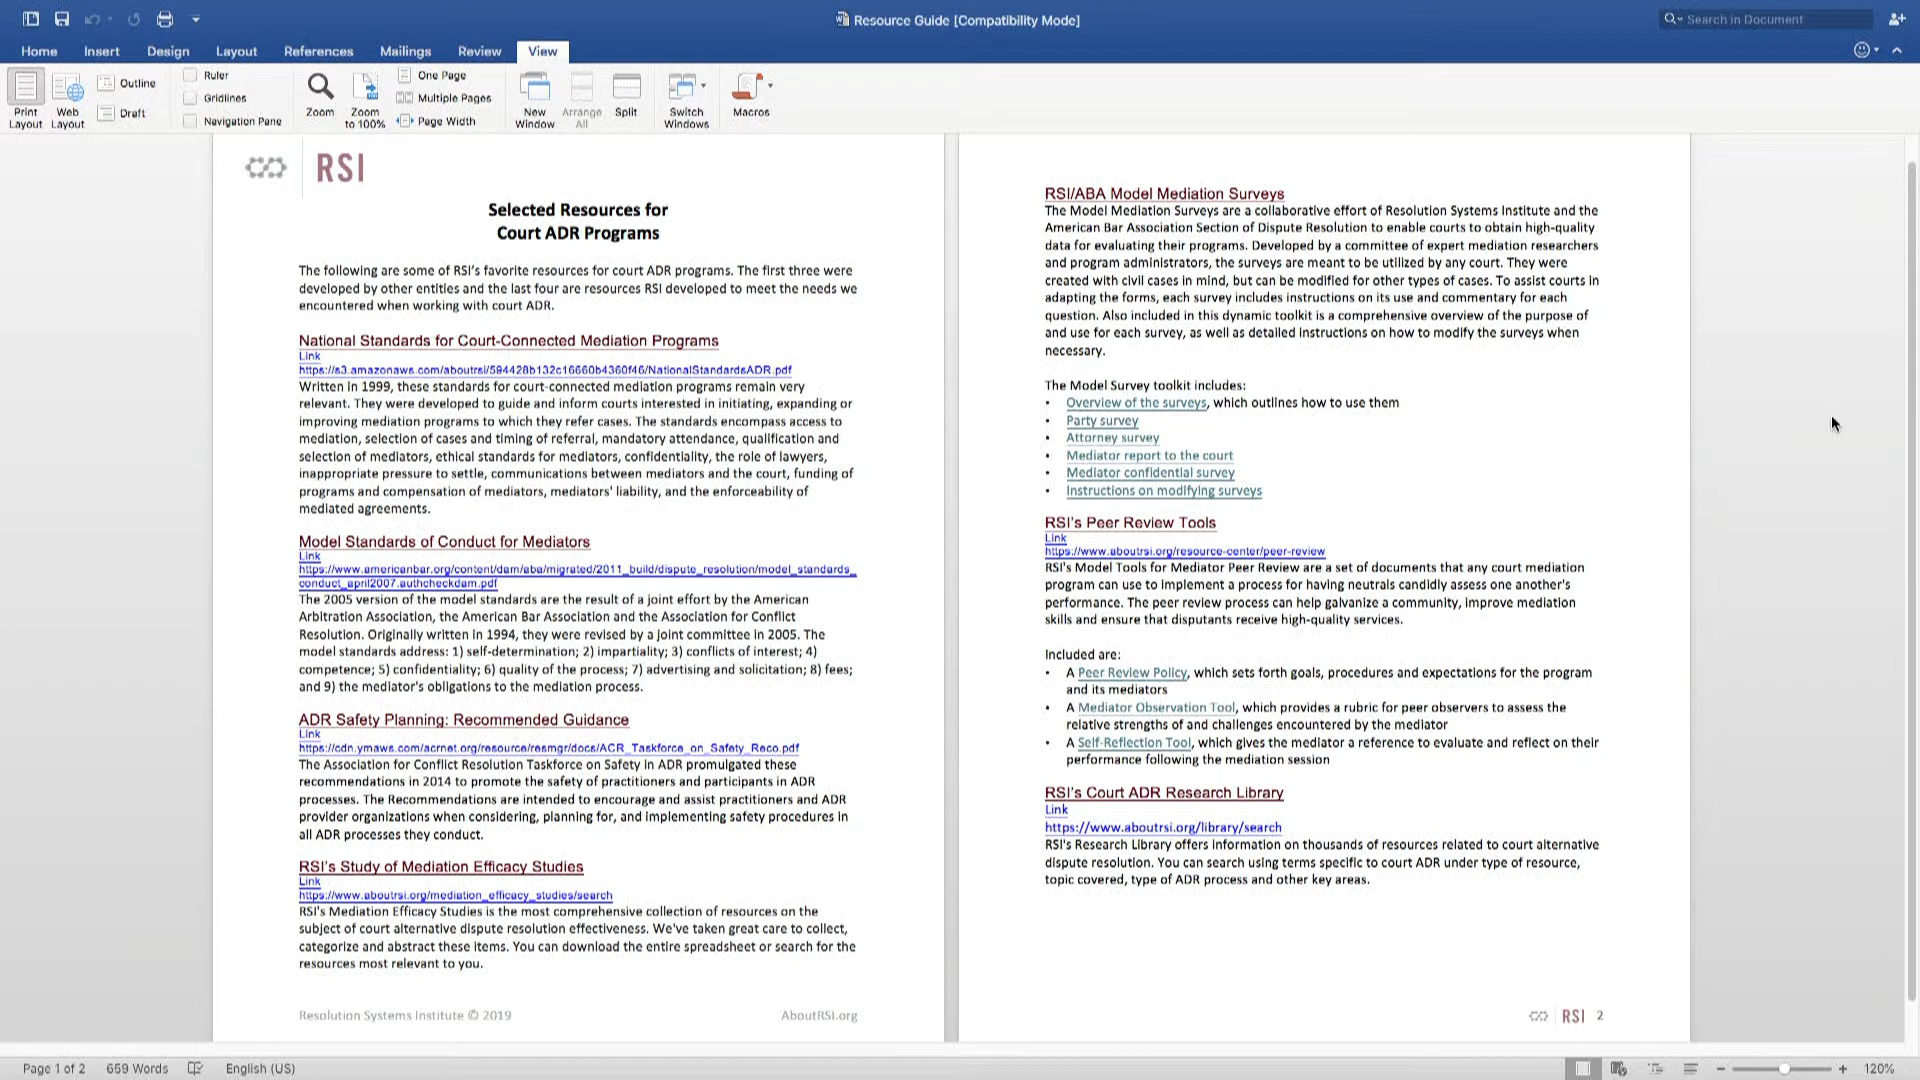 Resource Guide [Compatibility Mode]
Search in Document
Home Insert Design Layout References Mailings Review View
Print Layout
Web Layout
Outline
Draft
Ruler
Gridlines
Navigation Pane
Zoom
Zoom to 100%
One Page
Multiple Pages
Page Width
New Window
Arrange All
Split
Switch Windows
Macros
RSI
Selected Resources for
Court ADR Programs
The following are some of RSI's favorite resources for court ADR programs. The first three were
developed by other entities and the last four are resources RSI developed to meet the needs we
encountered when working with court ADR.
National Standards for Court-Connected Mediation Programs
Link
https://s3.amazonaws.com/aboutrsi/594428b132c16660b4360f46/NationalStandardsADR.pdf
Written in 1999, these standards for court-connected mediation programs remain very
relevant. They were developed to guide and inform courts interested in initiating, expanding or
improving mediation programs to which they refer cases. The standards encompass access to
mediation, selection of cases and timing of referral, mandatory attendance, qualification and
selection of mediators, ethical standards for mediators, confidentiality, the role of lawyers,
inappropriate pressure to settle, communications between mediators and the court, funding of
programs and compensation of mediators, mediators' liability, and the enforceability of
mediated agreements.
Model Standards of Conduct for Mediators
Link
https://www.americanbar.org/content/dam/aba/migrated/2011_build/dispute_resolution/model_standards_
conduct_april2007.authcheckdam.pdf
The 2005 version of the model standards are the result of a joint effort by the American
Arbitration Association, the American Bar Association and the Association for Conflict
Resolution. Originally written in 1994, they were revised by a joint committee in 2005. The
model standards address: 1) self-determination; 2) impartiality; 3) conflicts of interest; 4)
competence; 5) confidentiality; 6) quality of the process; 7) advertising and solicitation; 8) fees;
and 9) the mediator's obligations to the mediation process.
ADR Safety Planning: Recommended Guidance
Link
https://cdn.ymaws.com/acrnet.org/resource/resmgr/docs/ACR_Taskforce_on_Safety_Reco.pdf
The Association for Conflict Resolution Taskforce on Safety in ADR promulgated these
recommendations in 2014 to promote the safety of practitioners and participants in ADR
processes. The Recommendations are intended to encourage and assist practitioners and ADR
provider organizations when considering, planning for, and implementing safety procedures in
all ADR processes they conduct.
RSI's Study of Mediation Efficacy Studies
Link
https://www.aboutrsi.org/mediation_efficacy_studies/search
RSI's Mediation Efficacy Studies is the most comprehensive collection of resources on the
subject of court alternative dispute resolution effectiveness. We've taken great care to collect,
categorize and abstract these items. You can download the entire spreadsheet or search for the
resources most relevant to you.
Resolution Systems Institute © 2019 AboutRSI.org
RSI/ABA Model Mediation Surveys
The Model Mediation Surveys are a collaborative effort of Resolution Systems Institute and the
American Bar Association Section of Dispute Resolution to enable courts to obtain high-quality
data for evaluating their programs. Developed by a committee of expert mediation researchers
and program administrators, the surveys are meant to be utilized by any court. They were
created with civil cases in mind, but can be modified for other types of cases. To assist courts in
adapting the forms, each survey includes instructions on its use and commentary for each
question. Also included in this dynamic toolkit is a comprehensive overview of the purpose of
and use for each survey, as well as detailed instructions on how to modify the surveys when
necessary.
The Model Survey toolkit includes:
• Overview of the surveys, which outlines how to use them
• Party survey
• Attorney survey
• Mediator report to the court
• Mediator confidential survey
• Instructions on modifying surveys
RSI's Peer Review Tools
Link
https://www.aboutrsi.org/resource-center/peer-review
RSI's Model Tools for Mediator Peer Review are a set of documents that any court mediation
program can use to implement a process for having neutrals candidly assess one another's
performance. The peer review process can help galvanize a community, improve mediation
skills and ensure that disputants receive high-quality services.
Included are:
• A Peer Review Policy, which sets forth goals, procedures and expectations for the program
and its mediators
• A Mediator Observation Tool, which provides a rubric for peer observers to assess the
relative strengths of and challenges encountered by the mediator
• A Self-Reflection Tool, which gives the mediator a reference to evaluate and reflect on their
performance following the mediation session
RSI's Court ADR Research Library
Link
https://www.aboutrsi.org/library/search
RSI's Research Library offers information on thousands of resources related to court alternative
dispute resolution. You can search using terms specific to court ADR under type of resource,
topic covered, type of ADR process and other key areas.
RSI 2
Page 1 of 2 659 Words English (US) 120%